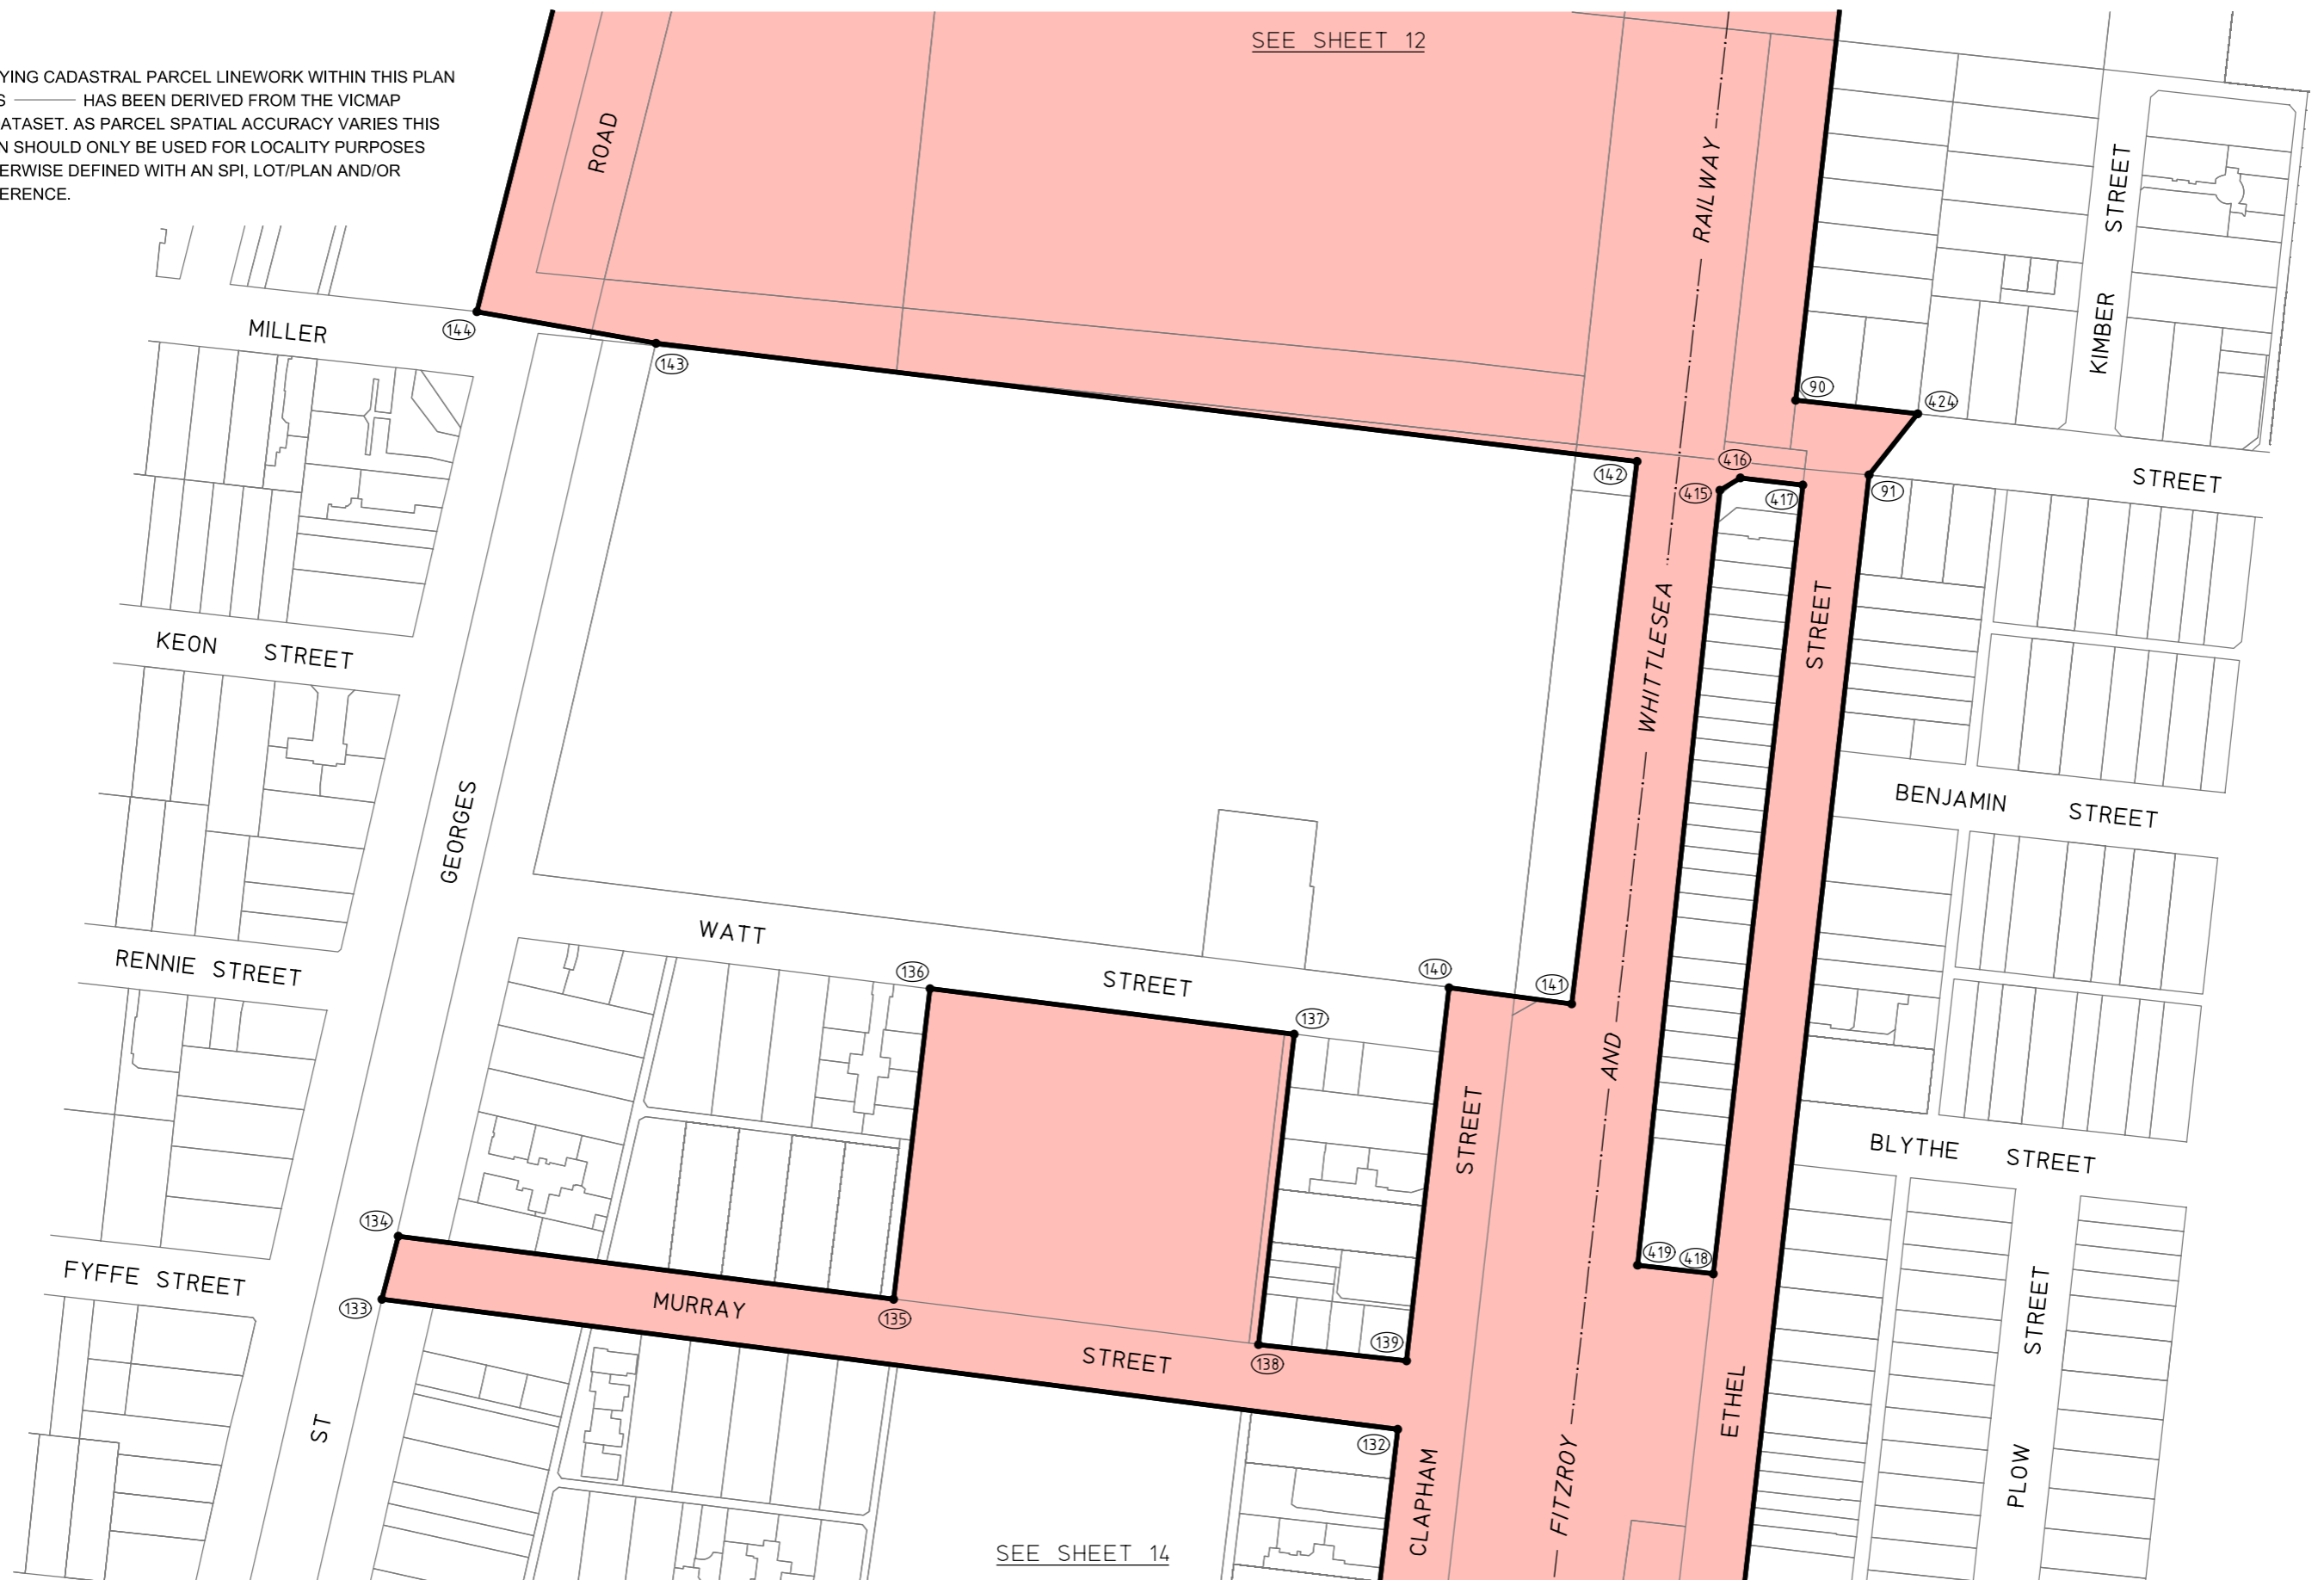 SEE SHEET 12
YING CADASTRAL PARCEL LINEWORK WITHIN THIS PLAN
S ——— HAS BEEN DERIVED FROM THE VICMAP
ATASET. AS PARCEL SPATIAL ACCURACY VARIES THIS
N SHOULD ONLY BE USED FOR LOCALITY PURPOSES
ERWISE DEFINED WITH AN SPI, LOT/PLAN AND/OR
ERENCE.
ROAD
RAILWAY
KIMBER STREET
144
MILLER
143
90
424
142
416
415
417
91
STREET
KEON STREET
WHITTLESEA
STREET
GEORGES
BENJAMIN STREET
WATT
STREET
RENNIE STREET
136
140
141
137
AND
STREET
BLYTHE STREET
134
133
FYFFE STREET
MURRAY
135
STREET
138
139
419
418
STREET
PLOW
ETHEL
ST
132
CLAPHAM
FITZROY
SEE SHEET 14